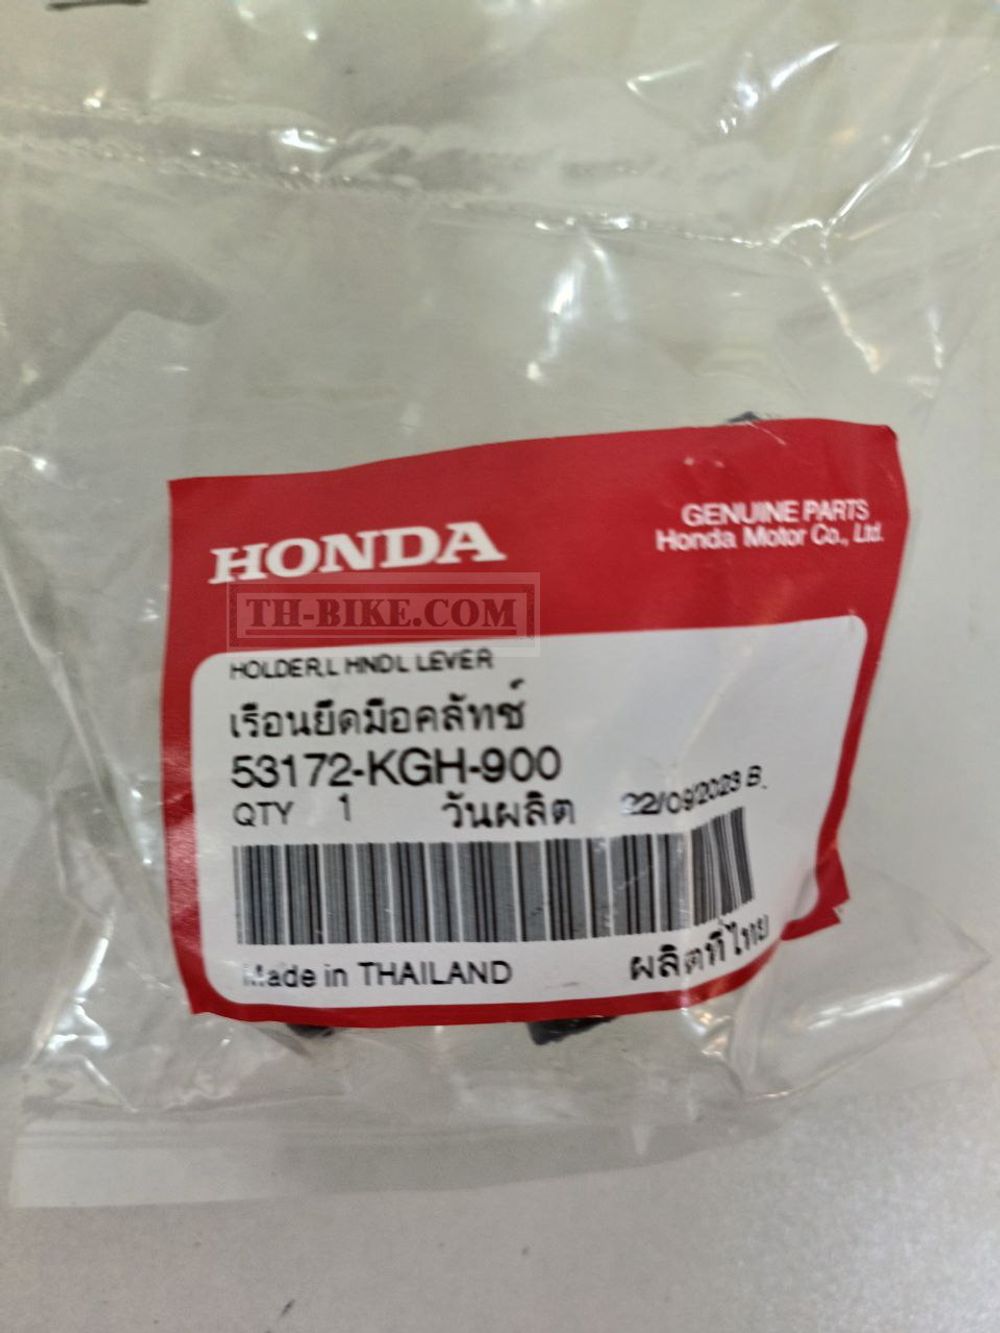 HONDA
GENUINE PARTS
Honda Motor Co., Ltd.
TH-BIKE.COM
HOLDER,L HNDL LEVER
เรือนยึดมือคลัทช์
53172-KGH-900
QTY 1 วันผลิต 22/09/2023 B.
Made in THAILAND ผลิตที่ไทย